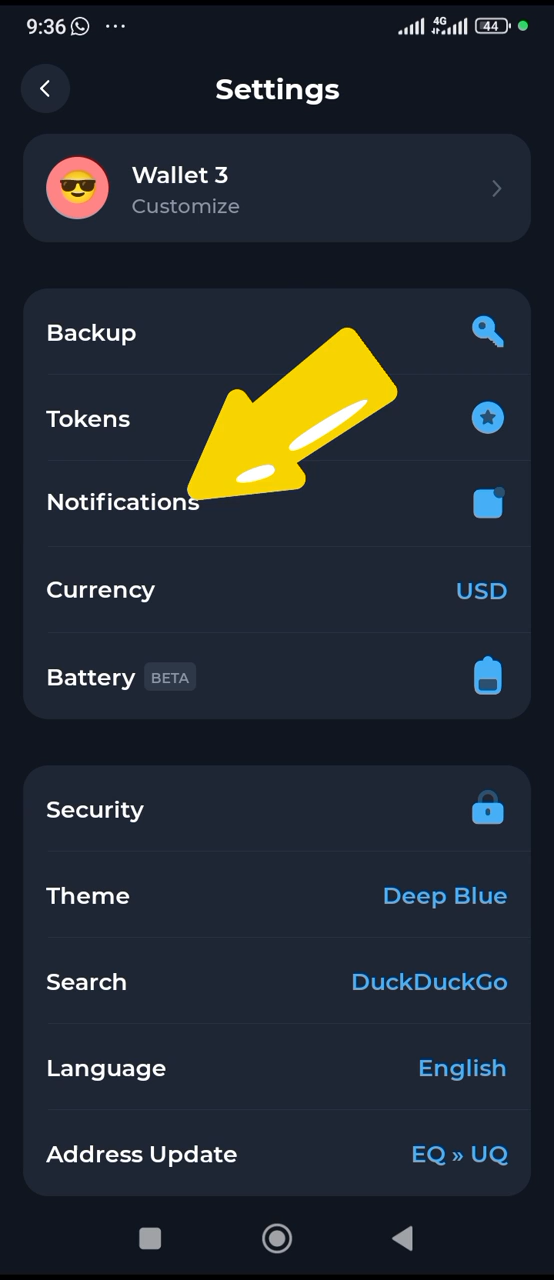 9:36
4G
44
Settings
Wallet 3
Customize
Backup
Tokens
Notifications
Currency
USD
Battery BETA
Security
Theme
Deep Blue
Search
DuckDuckGo
Language
English
Address Update
EQ » UQ